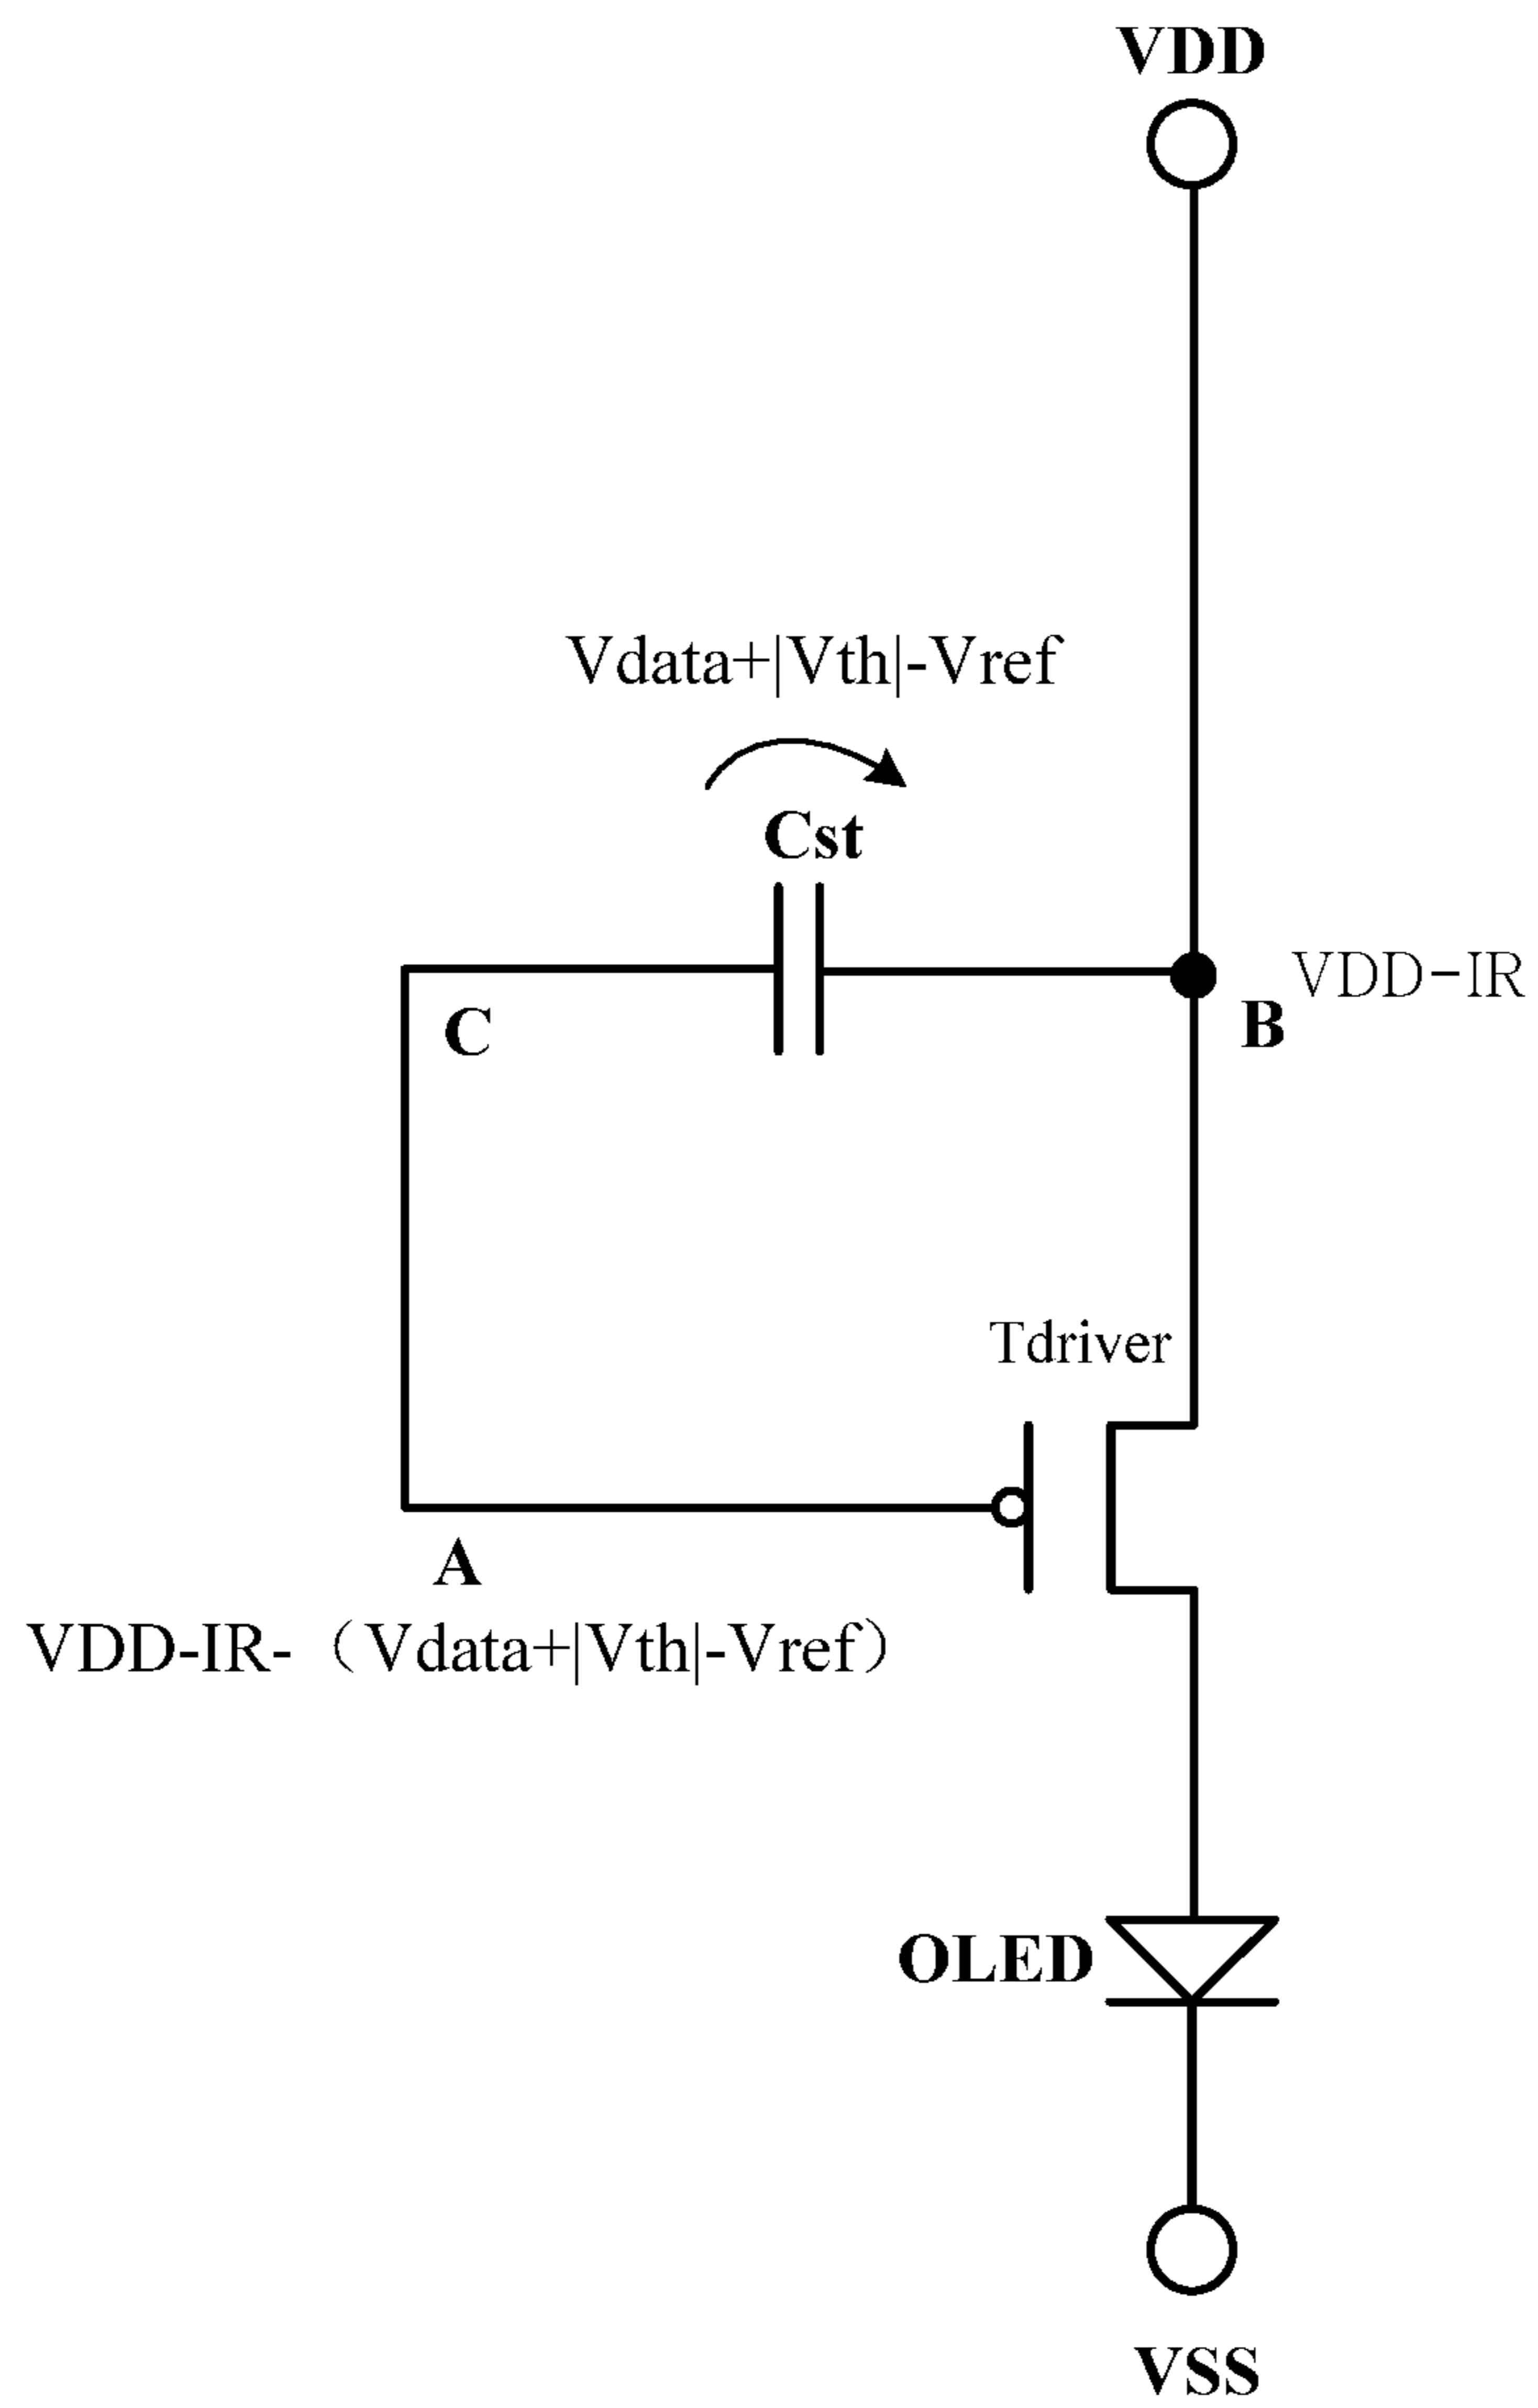 VDD
Vdata+|Vth|-Vref
Cst
VDD-IR
C
B
Tdriver
A
VDD-IR-（Vdata+|Vth|-Vref）
OLED
VSS